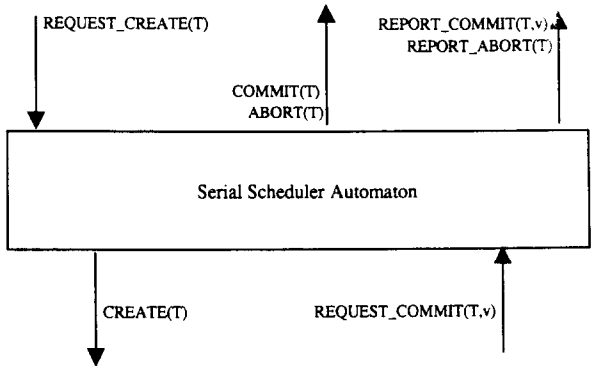 REQUEST_CREATE(T)
REPORT_COMMIT(T,v)
REPORT_ABORT(T)
COMMIT(T)
ABORT(T)
Serial Scheduler Automaton
CREATE(T)
REQUEST_COMMIT(T,v)